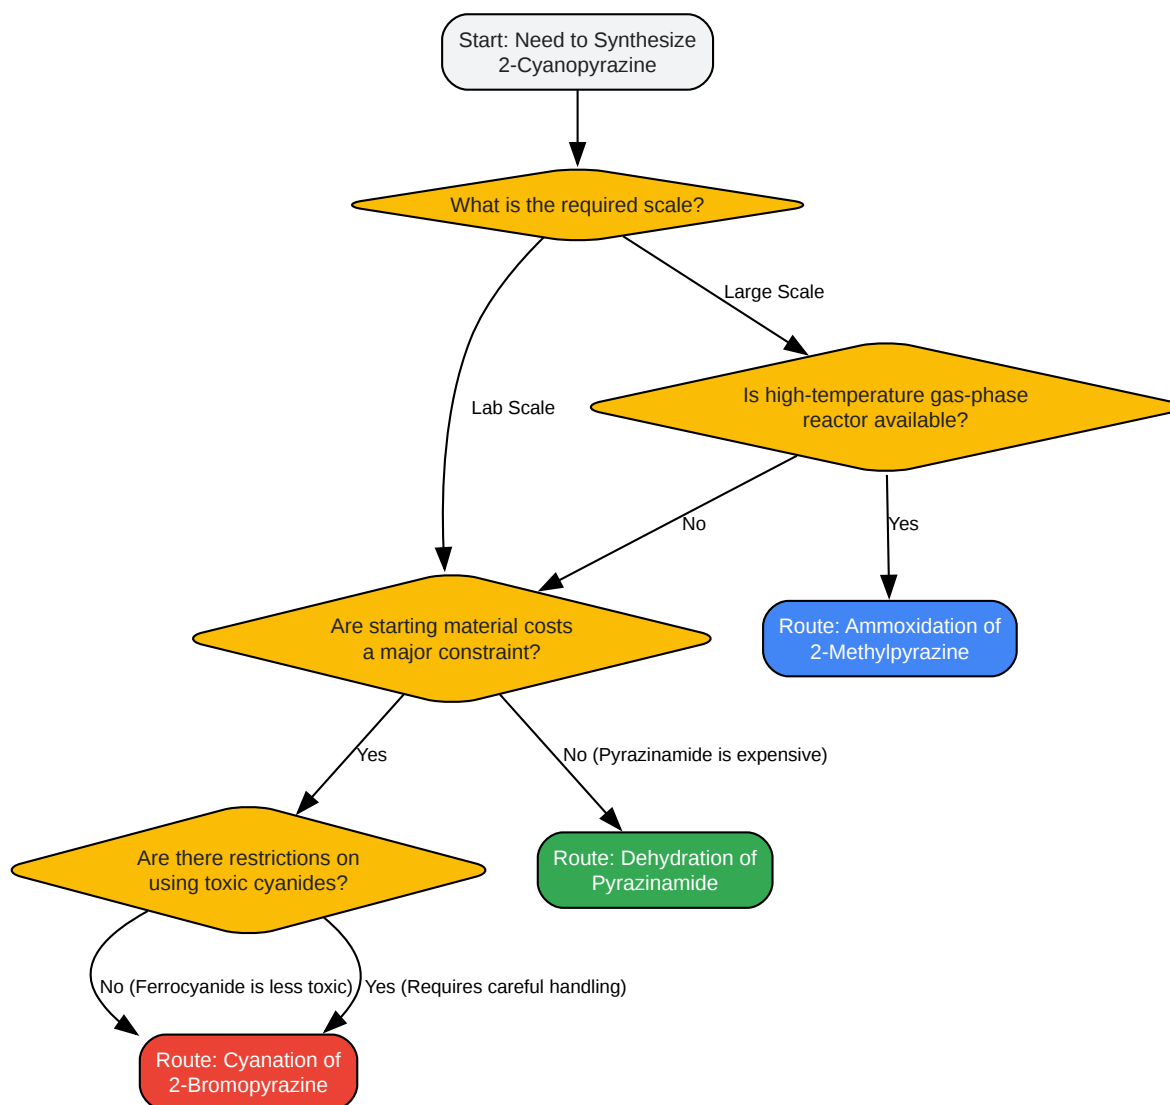 Start: Need to Synthesize
2-Cyanopyrazine
What is the required scale?
Large Scale
Is high-temperature gas-phase
reactor available?
Lab Scale
No
Yes
Are starting material costs
a major constraint?
Route: Ammoxidation of
2-Methylpyrazine
Yes
No (Pyrazinamide is expensive)
Are there restrictions on
using toxic cyanides?
Route: Dehydration of
Pyrazinamide
No (Ferrocyanide is less toxic)
Yes (Requires careful handling)
Route: Cyanation of
2-Bromopyrazine